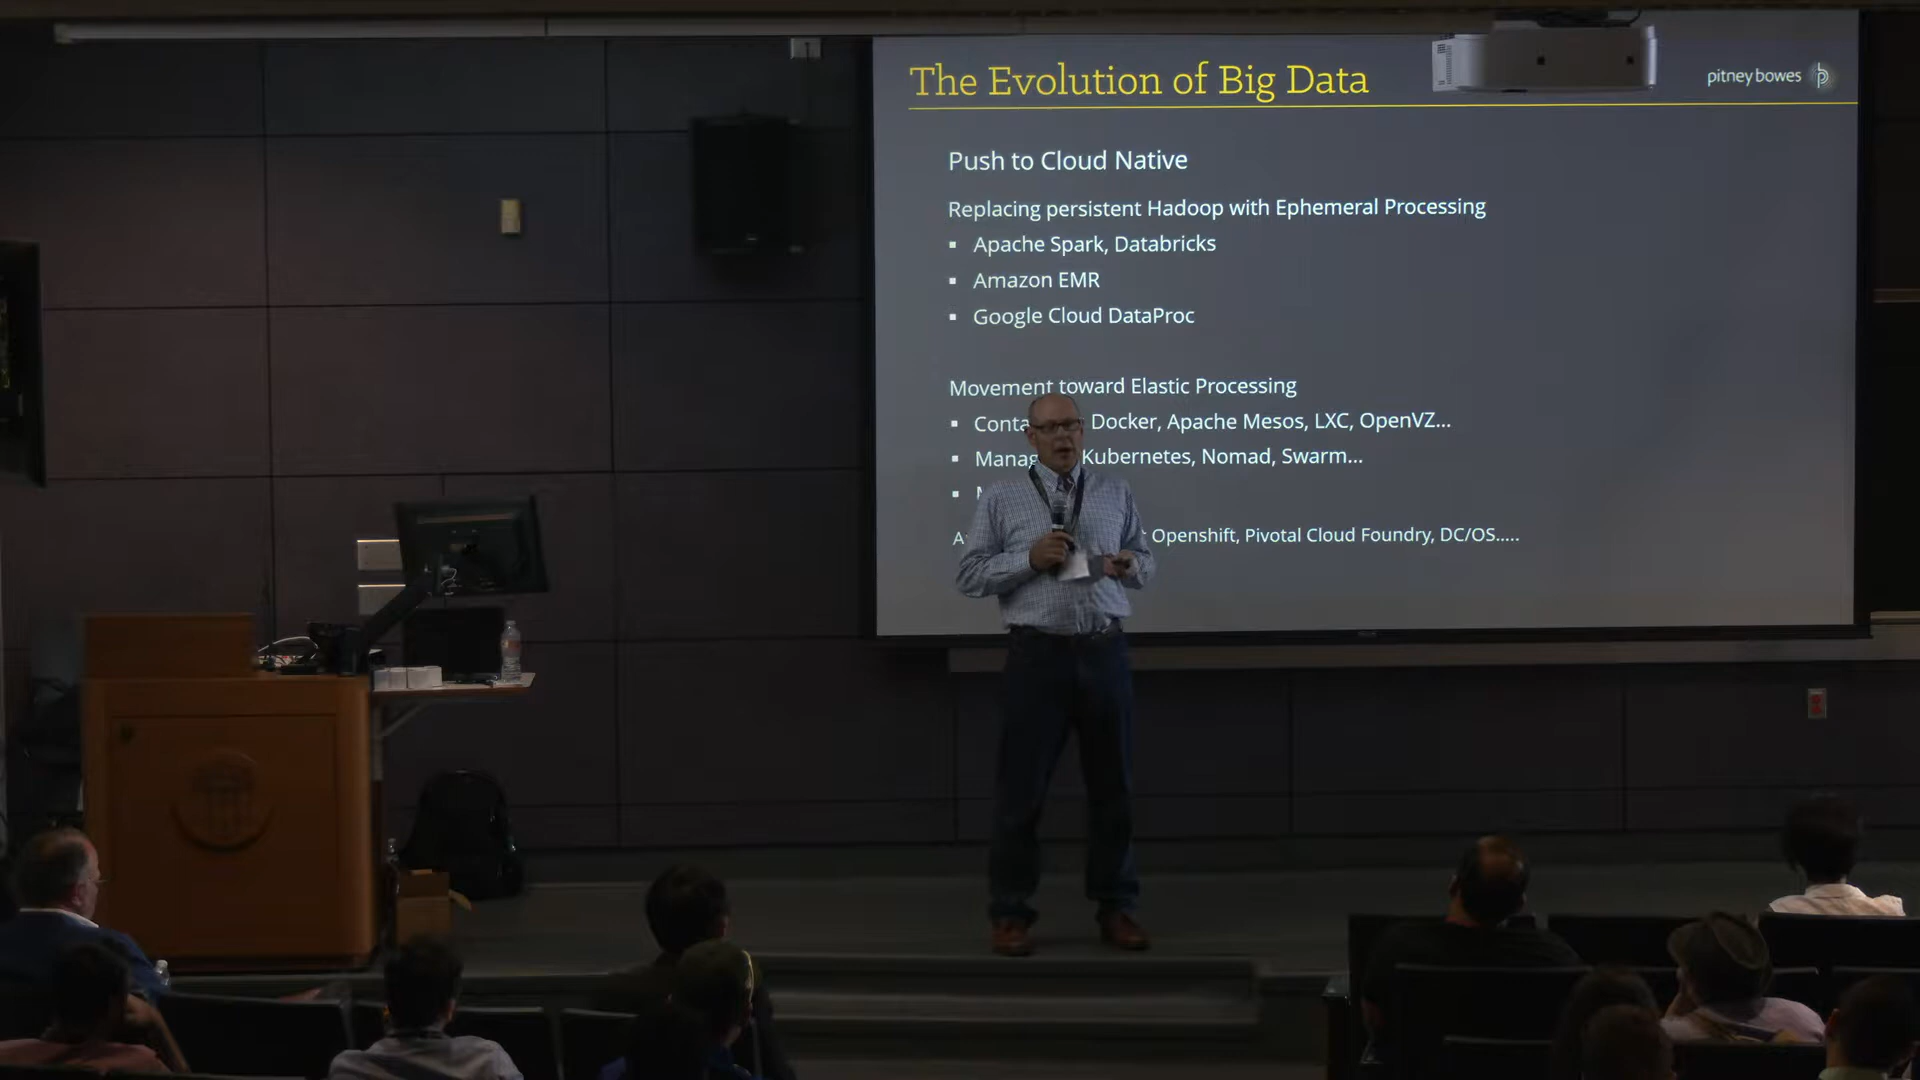 The Evolution of Big Data
pitney bowes
Push to Cloud Native
Replacing persistent Hadoop with Ephemeral Processing
▪ Apache Spark, Databricks
▪ Amazon EMR
▪ Google Cloud DataProc
Movement toward Elastic Processing
▪ Docker, Apache Mesos, LXC, OpenVZ...
▪ Kubernetes, Nomad, Swarm...
Openshift, Pivotal Cloud Foundry, DC/OS.....